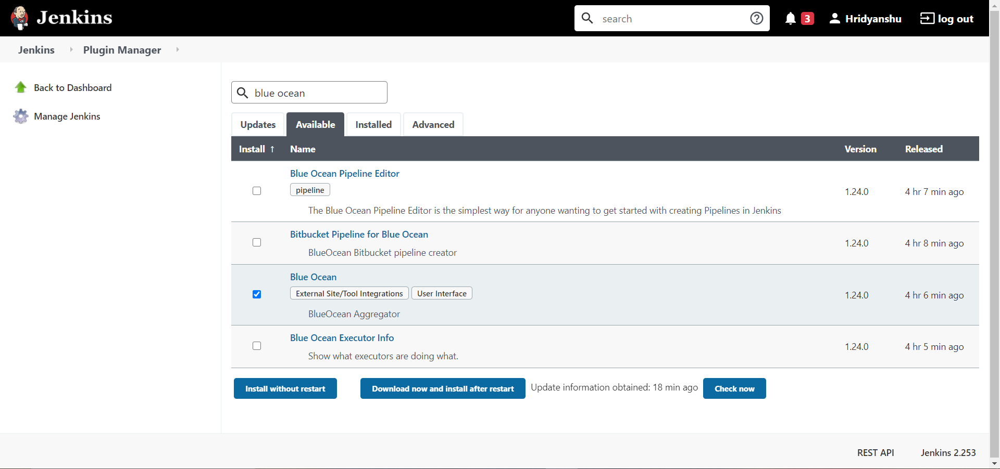 Jenkins
search
3
Hridyanshu
log out
Jenkins
Plugin Manager
Back to Dashboard
Manage Jenkins
blue ocean
Updates
Available
Installed
Advanced
Install ↑
Name
Version
Released
Blue Ocean Pipeline Editor
pipeline
The Blue Ocean Pipeline Editor is the simplest way for anyone wanting to get started with creating Pipelines in Jenkins
1.24.0
4 hr 7 min ago
Bitbucket Pipeline for Blue Ocean
BlueOcean Bitbucket pipeline creator
1.24.0
4 hr 8 min ago
Blue Ocean
External Site/Tool Integrations
User Interface
BlueOcean Aggregator
1.24.0
4 hr 6 min ago
Blue Ocean Executor Info
Show what executors are doing what.
1.24.0
4 hr 5 min ago
Install without restart
Download now and install after restart
Update information obtained: 18 min ago
Check now
REST API
Jenkins 2.253